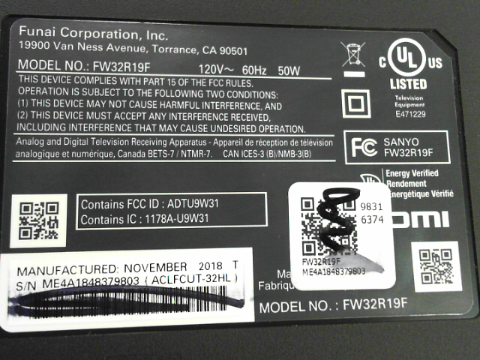 Funai Corporation, Inc.
19900 Van Ness Avenue, Torrance, CA 90501
MODEL NO.: FW32R19F 120V~ 60Hz 50W
THIS DEVICE COMPLIES WITH PART 15 OF THE FCC RULES.
OPERATION IS SUBJECT TO THE FOLLOWING TWO CONDITIONS:
(1) THIS DEVICE MAY NOT CAUSE HARMFUL INTERFERENCE, AND
(2) THIS DEVICE MUST ACCEPT ANY INTERFERENCE RECEIVED,
INCLUDING INTERFERENCE THAT MAY CAUSE UNDESIRED OPERATION.
Analog and Digital Television Receiving Apparatus - Appareil de réception de télévision
analogique et numérique, Canada BETS-7 / NTMR-7. CAN ICES-3 (B)/NMB-3(B)
C UL US
LISTED
Television
Equipment
E471229
FC SANYO
FW32R19F
Energy Verified
Énergétique Vérifié
Contains FCC ID : ADTU9W31
Contains IC : 1178A-U9W31
9831
6374
FW32R19F
ME4A1848379803
MANUFACTURED: NOVEMBER 2018 T
S/N ME4A1848379803 ( ACLFCUT-32HL )
Fabriqu
MODEL NO. : FW32R19F